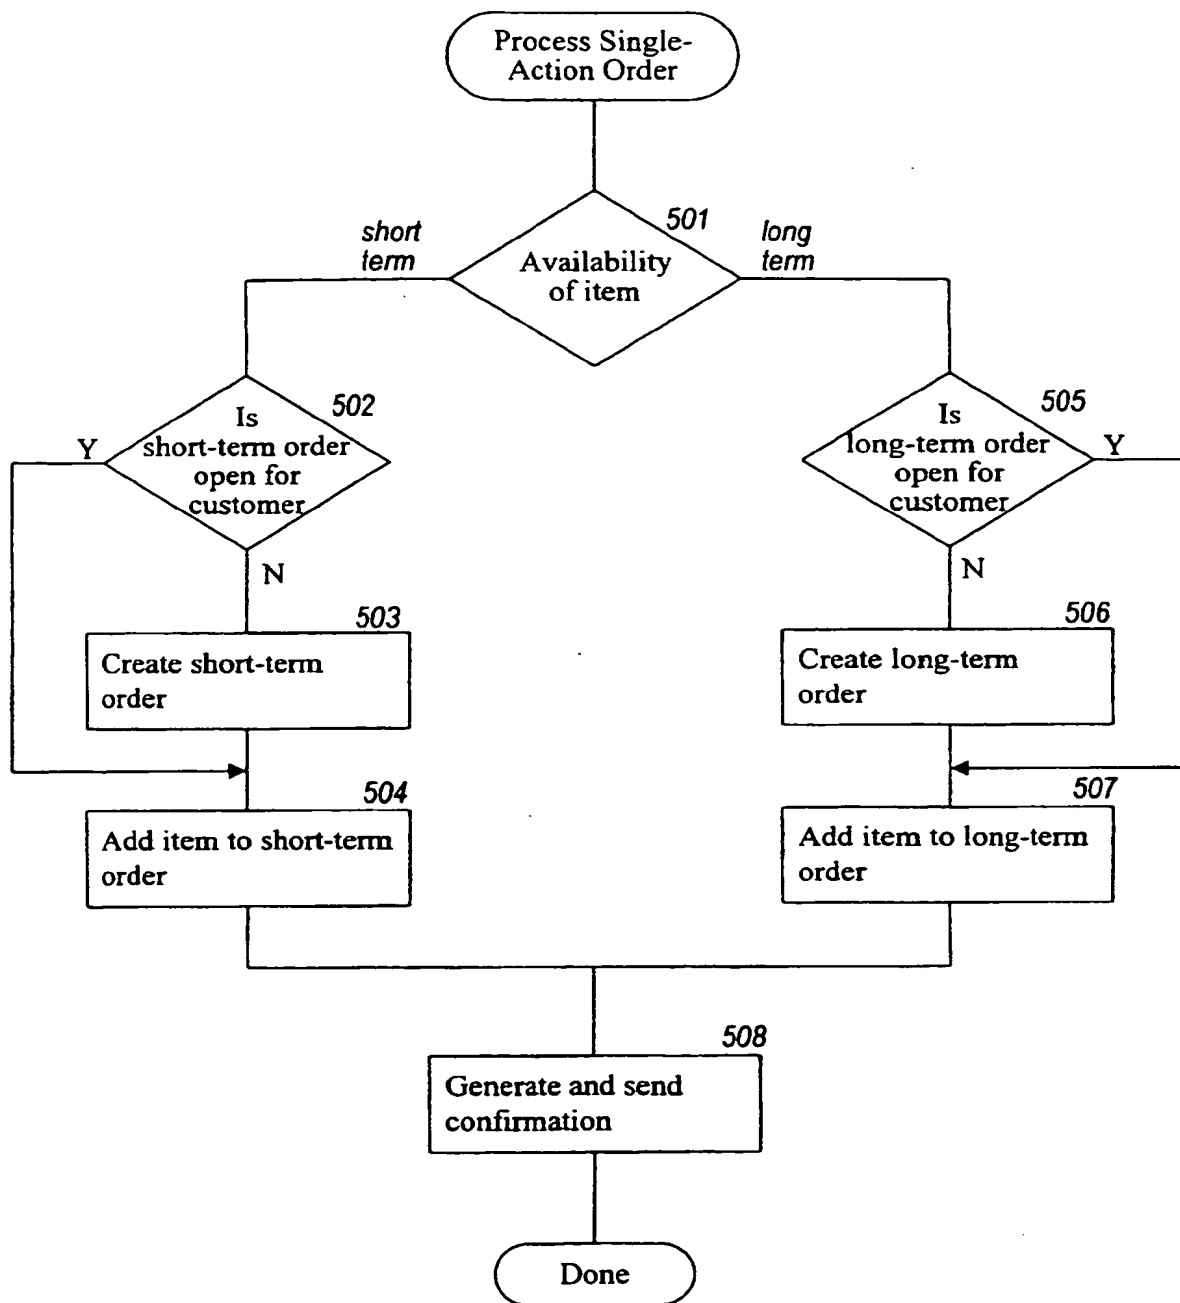 Process Single-
Action Order
501
short
term
long
term
Availability
of item
502
Is
short-term order
open for
customer
Y
N
503
Create short-term
order
504
Add item to short-term
order
505
Is
long-term order
open for
customer
Y
N
506
Create long-term
order
507
Add item to long-term
order
508
Generate and send
confirmation
Done